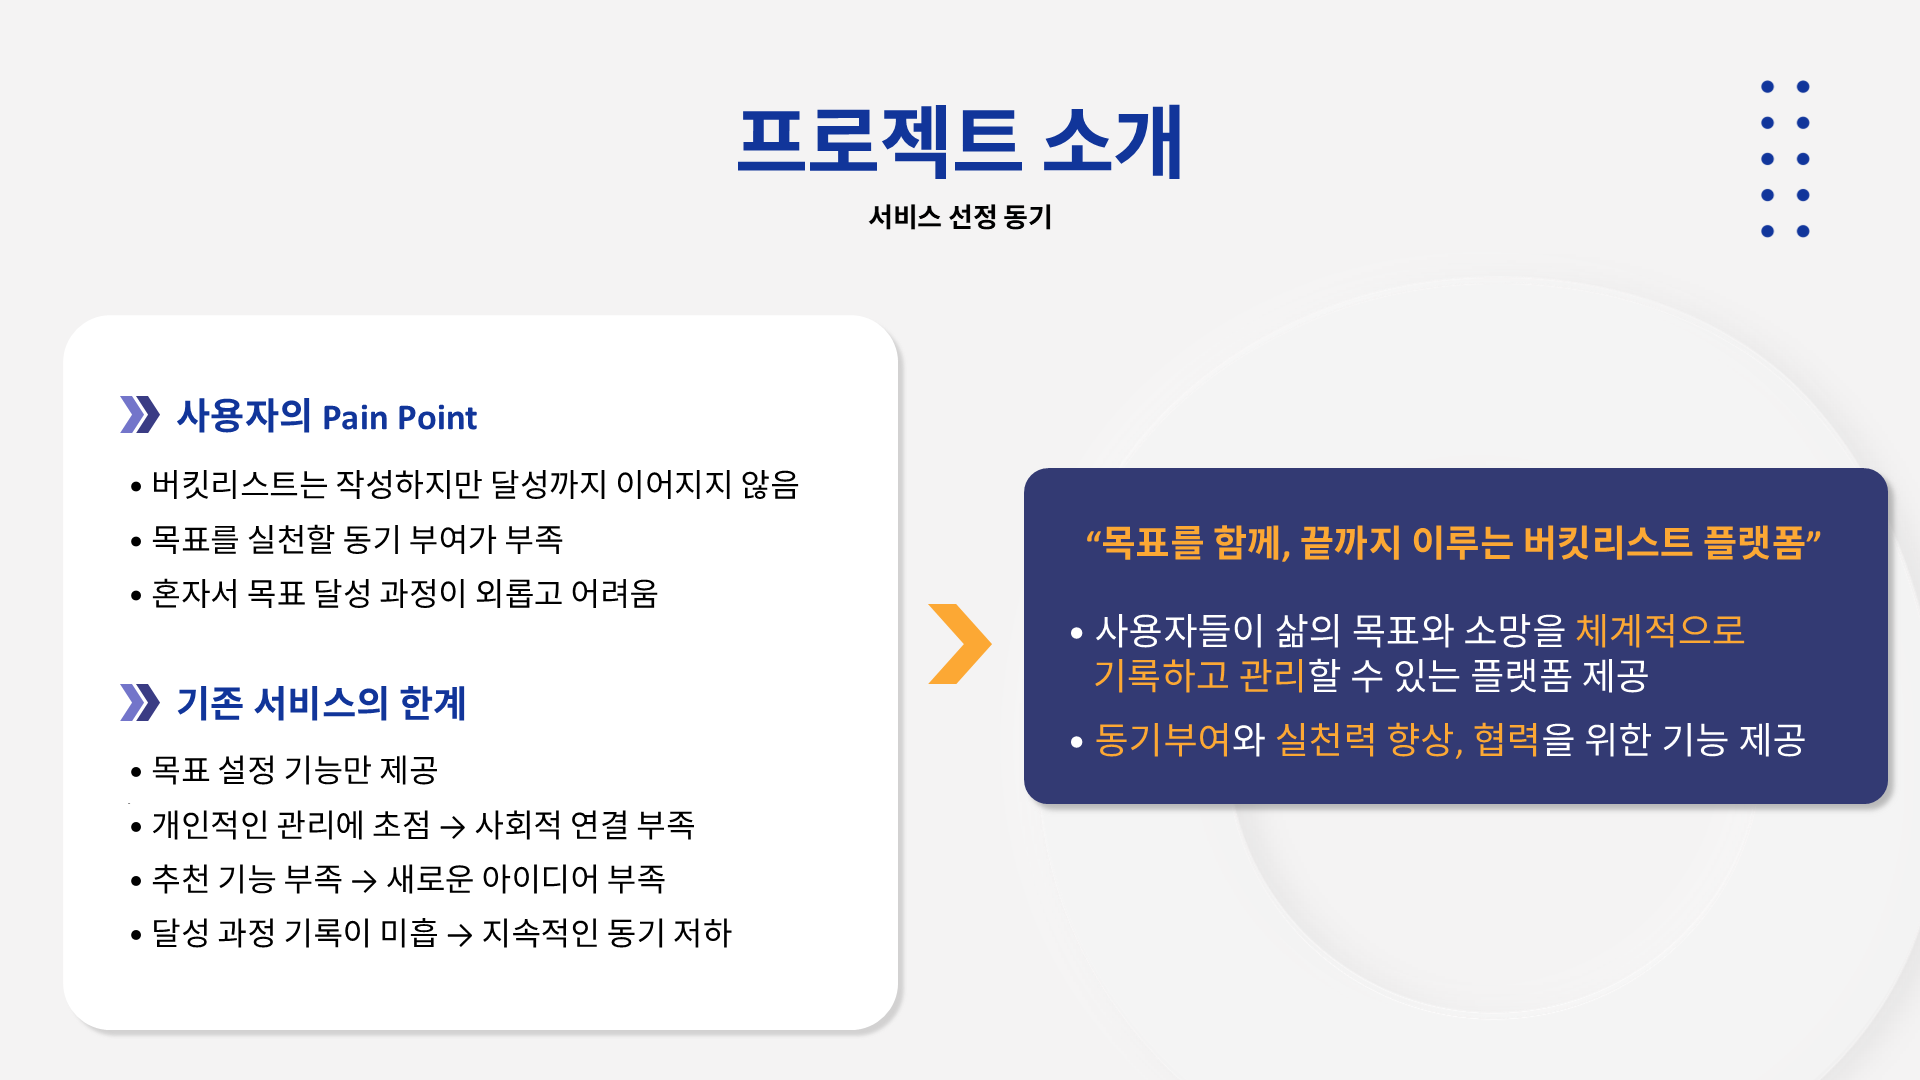 프로젝트 소개
서비스 선정 동기
사용자의 Pain Point
• 버킷리스트는 작성하지만 달성까지 이어지지 않음
• 목표를 실천할 동기 부여가 부족
• 혼자서 목표 달성 과정이 외롭고 어려움
기존 서비스의 한계
• 목표 설정 기능만 제공
• 개인적인 관리에 초점 → 사회적 연결 부족
• 추천 기능 부족 → 새로운 아이디어 부족
• 달성 과정 기록이 미흡 → 지속적인 동기 저하
“목표를 함께, 끝까지 이루는 버킷리스트 플랫폼”
• 사용자들이 삶의 목표와 소망을 체계적으로
기록하고 관리할 수 있는 플랫폼 제공
• 동기부여와 실천력 향상, 협력을 위한 기능 제공